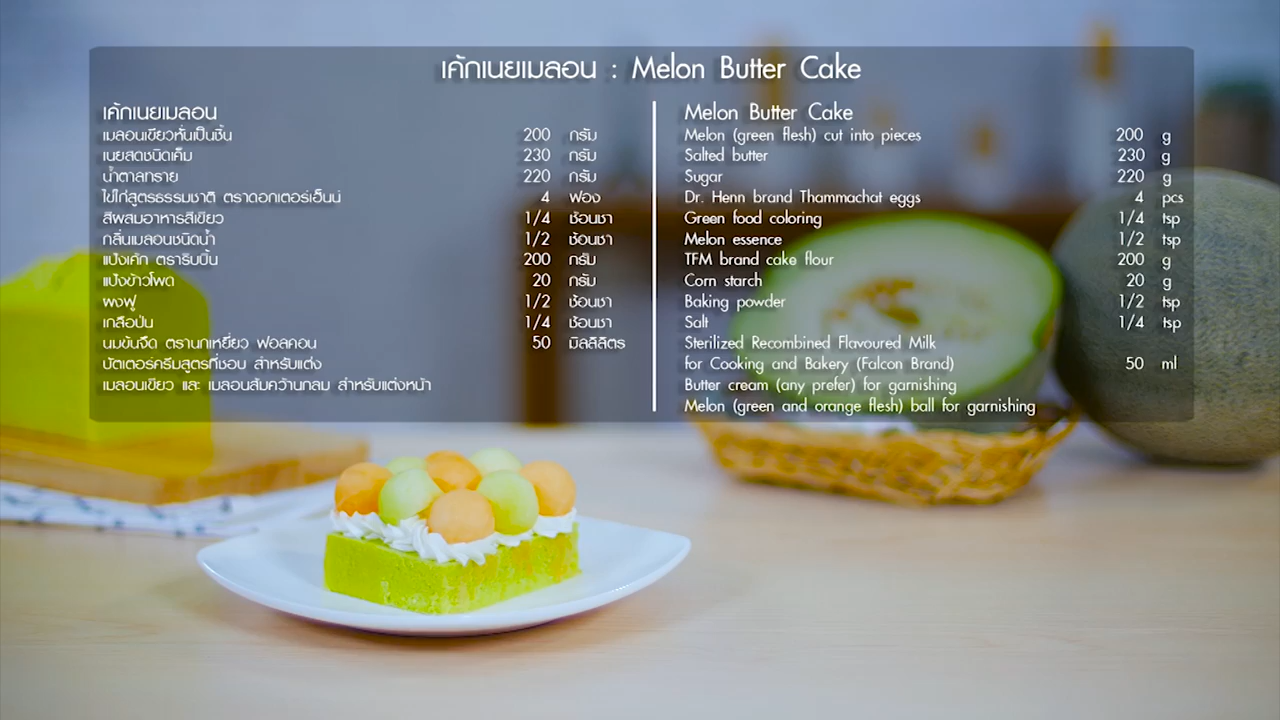 เค้กเนยเมลอน : Melon Butter Cake
เค้กเนยเมลอน
เมลอนเขียวหั่นเป็นชิ้น 200 กรัม
เนยสดชนิดเค็ม 230 กรัม
น้ำตาลทราย 220 กรัม
ไข่ไก่สูตรธรรมชาติ ตราดอกเตอร์เฮ็นน์ 4 ฟอง
สีผสมอาหารสีเขียว 1/4 ช้อนชา
กลิ่นเมลอนชนิดน้ำ 1/2 ช้อนชา
แป้งเค้ก ตราริบบิ้น 200 กรัม
แป้งข้าวโพด 20 กรัม
ผงฟู 1/2 ช้อนชา
เกลือป่น 1/4 ช้อนชา
นมข้นจืด ตรานกเหยี่ยว ฟอลคอน 50 มิลลิลิตร
บัตเตอร์ครีมสูตรที่ชอบ สำหรับแต่ง
เมลอนเขียว และ เมลอนส้มคว้านกลม สำหรับแต่งหน้า
Melon Butter Cake
Melon (green flesh) cut into pieces 200 g
Salted butter 230 g
Sugar 220 g
Dr. Henn brand Thammachat eggs 4 pcs
Green food coloring 1/4 tsp
Melon essence 1/2 tsp
TFM brand cake flour 200 g
Corn starch 20 g
Baking powder 1/2 tsp
Salt 1/4 tsp
Sterilized Recombined Flavoured Milk
for Cooking and Bakery (Falcon Brand) 50 ml
Butter cream (any prefer) for garnishing
Melon (green and orange flesh) ball for garnishing